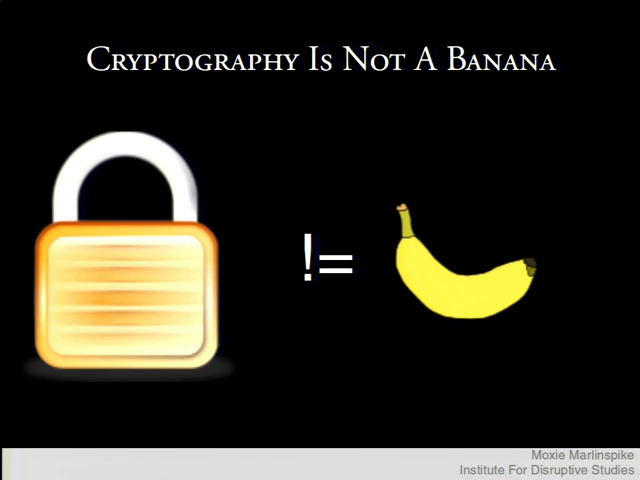 Cryptography Is Not A Banana
!=
Moxie Marlinspike
Institute For Disruptive Studies